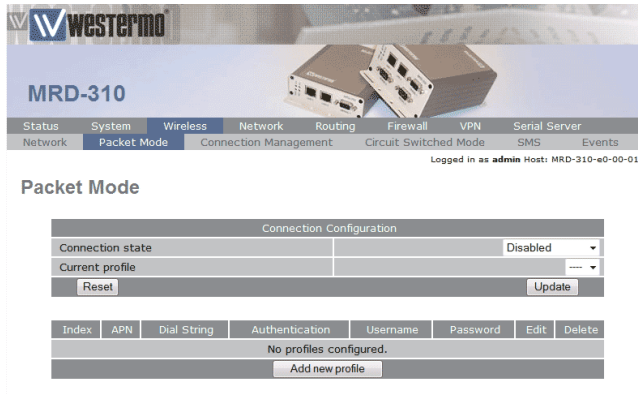 westermo
MRD-310
Status System Wireless Network Routing Firewall VPN Serial Server
Network Packet Mode Connection Management Circuit Switched Mode SMS Events
Logged in as admin Host: MRD-310-e0-00-01
Packet Mode
Connection Configuration
Connection state Disabled
Current profile ----
Reset Update
Index APN Dial String Authentication Username Password Edit Delete
No profiles configured.
Add new profile